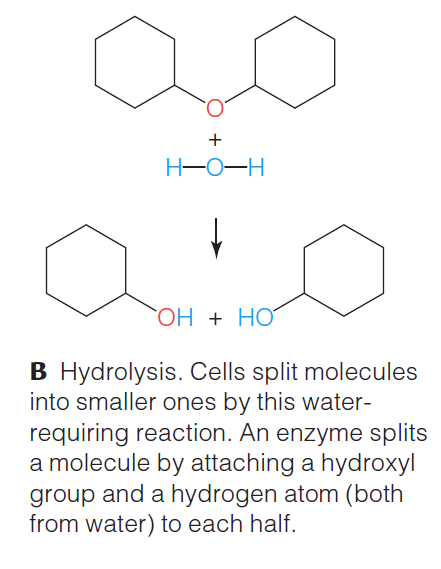 O
+
H—O—H
OH + HO
B Hydrolysis. Cells split molecules
into smaller ones by this water-
requiring reaction. An enzyme splits
a molecule by attaching a hydroxyl
group and a hydrogen atom (both
from water) to each half.